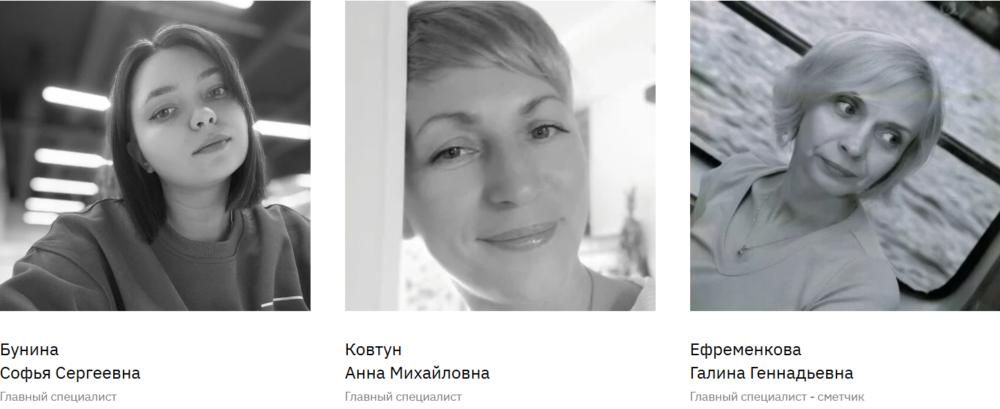 Бунина
Софья Сергеевна
Главный специалист
Ковтун
Анна Михайловна
Главный специалист
Ефременкова
Галина Геннадьевна
Главный специалист - сметчик